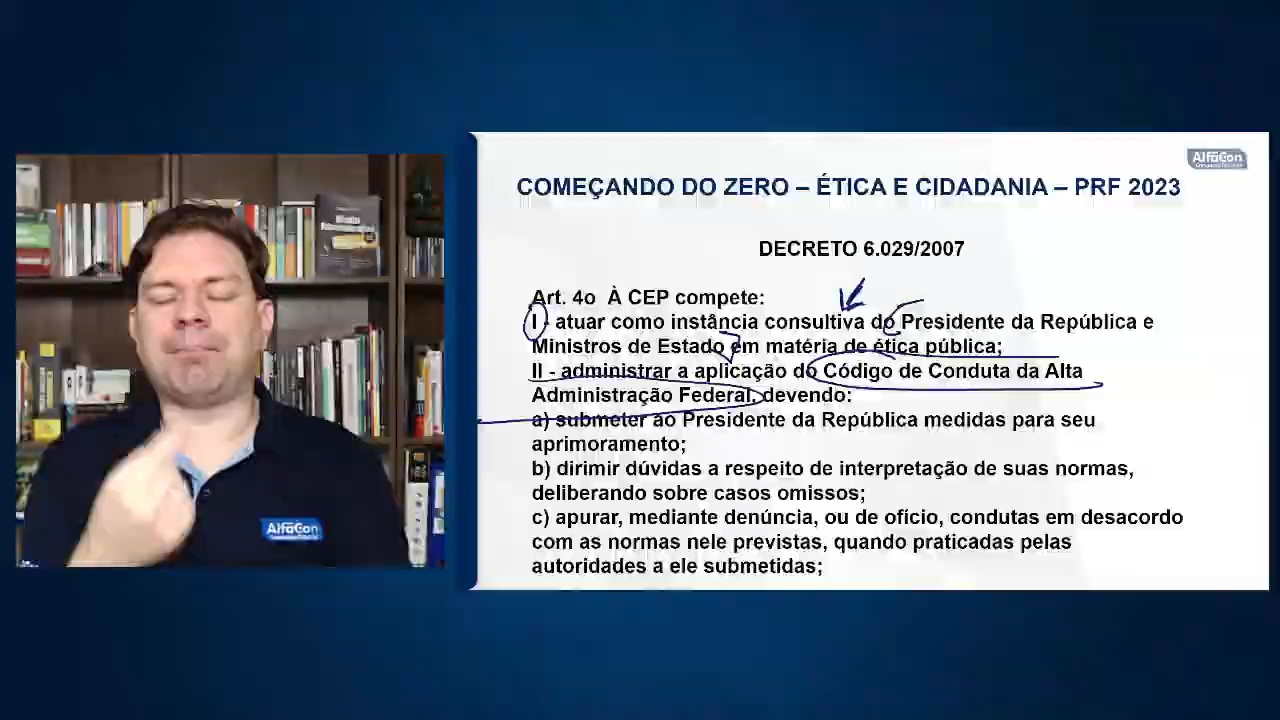 AlfaCon
COMEÇANDO DO ZERO – ÉTICA E CIDADANIA – PRF 2023
DECRETO 6.029/2007
Art. 4o À CEP compete:
I - atuar como instância consultiva do Presidente da República e
Ministros de Estado em matéria de ética pública;
II - administrar a aplicação do Código de Conduta da Alta
Administração Federal, devendo:
a) submeter ao Presidente da República medidas para seu
aprimoramento;
b) dirimir dúvidas a respeito de interpretação de suas normas,
deliberando sobre casos omissos;
c) apurar, mediante denúncia, ou de ofício, condutas em desacordo
com as normas nele previstas, quando praticadas pelas
autoridades a ele submetidas;
AlfaCon